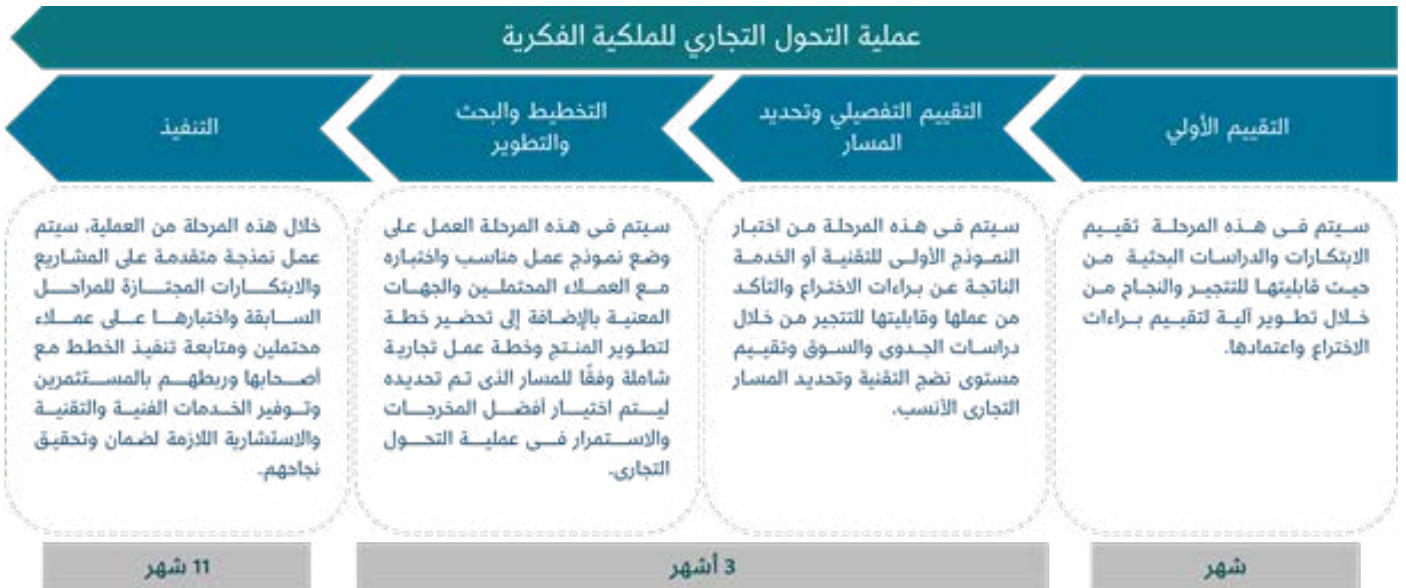 عملية التحول التجاري للملكية الفكرية
التقييم الأولي
التقييم التفصيلي وتحديد
المسار
التخطيط والبحث
والتطوير
التنفيذ
سيتم في هذه المرحلة تقييم
الابتكارات والدراسات البحثية من
حيث قابليتها للتتجير والنجاح من
خلال تطوير آلية لتقييم براءات
الاختراع واعتمادها.
سيتم في هذه المرحلة من اختبار
النموذج الأولي للتقنية أو الخدمة
الناتجة عن براءات الاختراع والتأكد
من عملها وقابليتها للتتجير من خلال
دراسات الجدوى والسوق وتقييم
مستوى نضج التقنية وتحديد المسار
التجاري الأنسب.
سيتم في هذه المرحلة العمل على
وضع نموذج عمل مناسب واختباره
مع العملاء المحتملين والجهات
المعنية بالإضافة إلى تحضير خطة
لتطوير المنتج وخطة عمل تجارية
شاملة وفقًا للمسار الذي تم تحديده
ليتم اختيار أفضل المخرجات
والاستمرار في عملية التحول
التجاري.
خلال هذه المرحلة من العملية، سيتم
عمل نمذجة متقدمة على المشاريع
والابتكارات المجتازة للمراحل
السابقة واختبارها على عملاء
محتملين ومتابعة تنفيذ الخطط مع
أصحابها وربطهم بالمستثمرين
وتوفير الخدمات الفنية والتقنية
والاستشارية اللازمة لضمان وتحقيق
نجاحهم.
شهر
3 أشهر
11 شهر